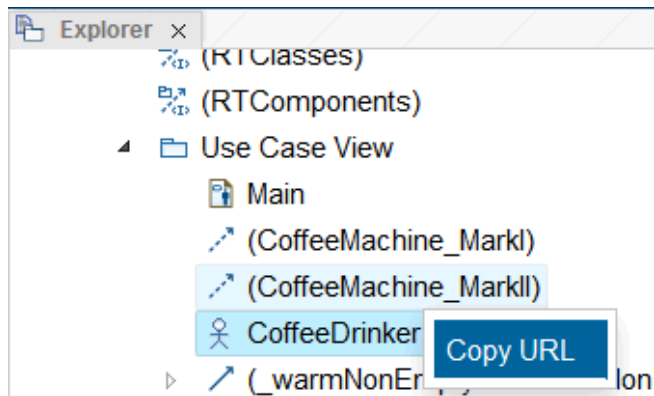 Explorer ×
(RTClasses)
(RTComponents)
Use Case View
Main
(CoffeeMachine_MarkI)
(CoffeeMachine_MarkII)
CoffeeDrinker
Copy URL